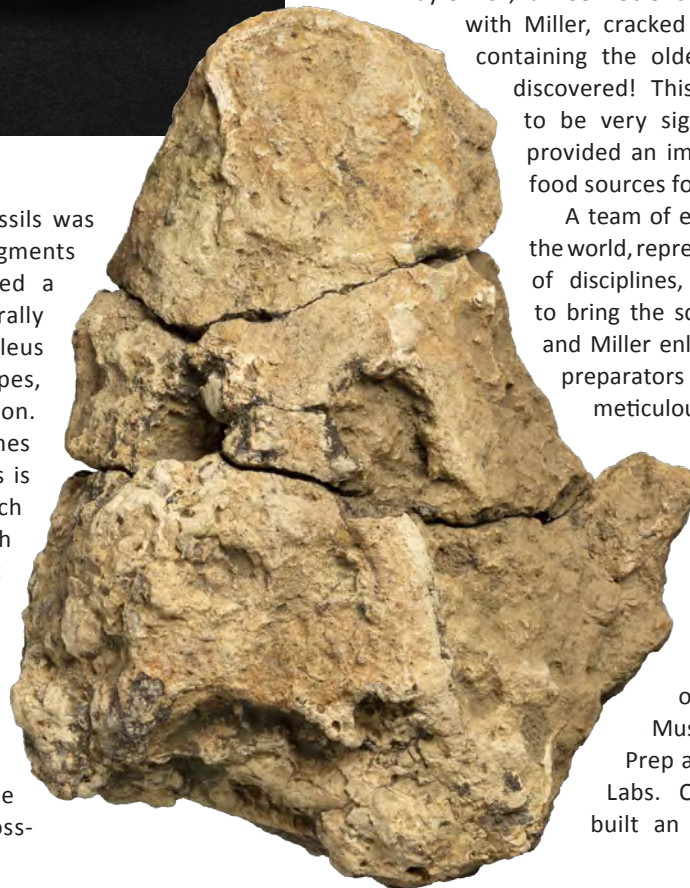 ssils was
gments
ed a
rally
leus
pes,
on.
nes
s is
ch
h
e
oss-
with Miller, cracked
containing the olde
discovered! This
to be very sig
provided an im
food sources fo
A team of e
the world, repre
of disciplines,
to bring the sc
and Miller enl
preparators
meticulou
o
Mus
Prep a
Labs. C
built an